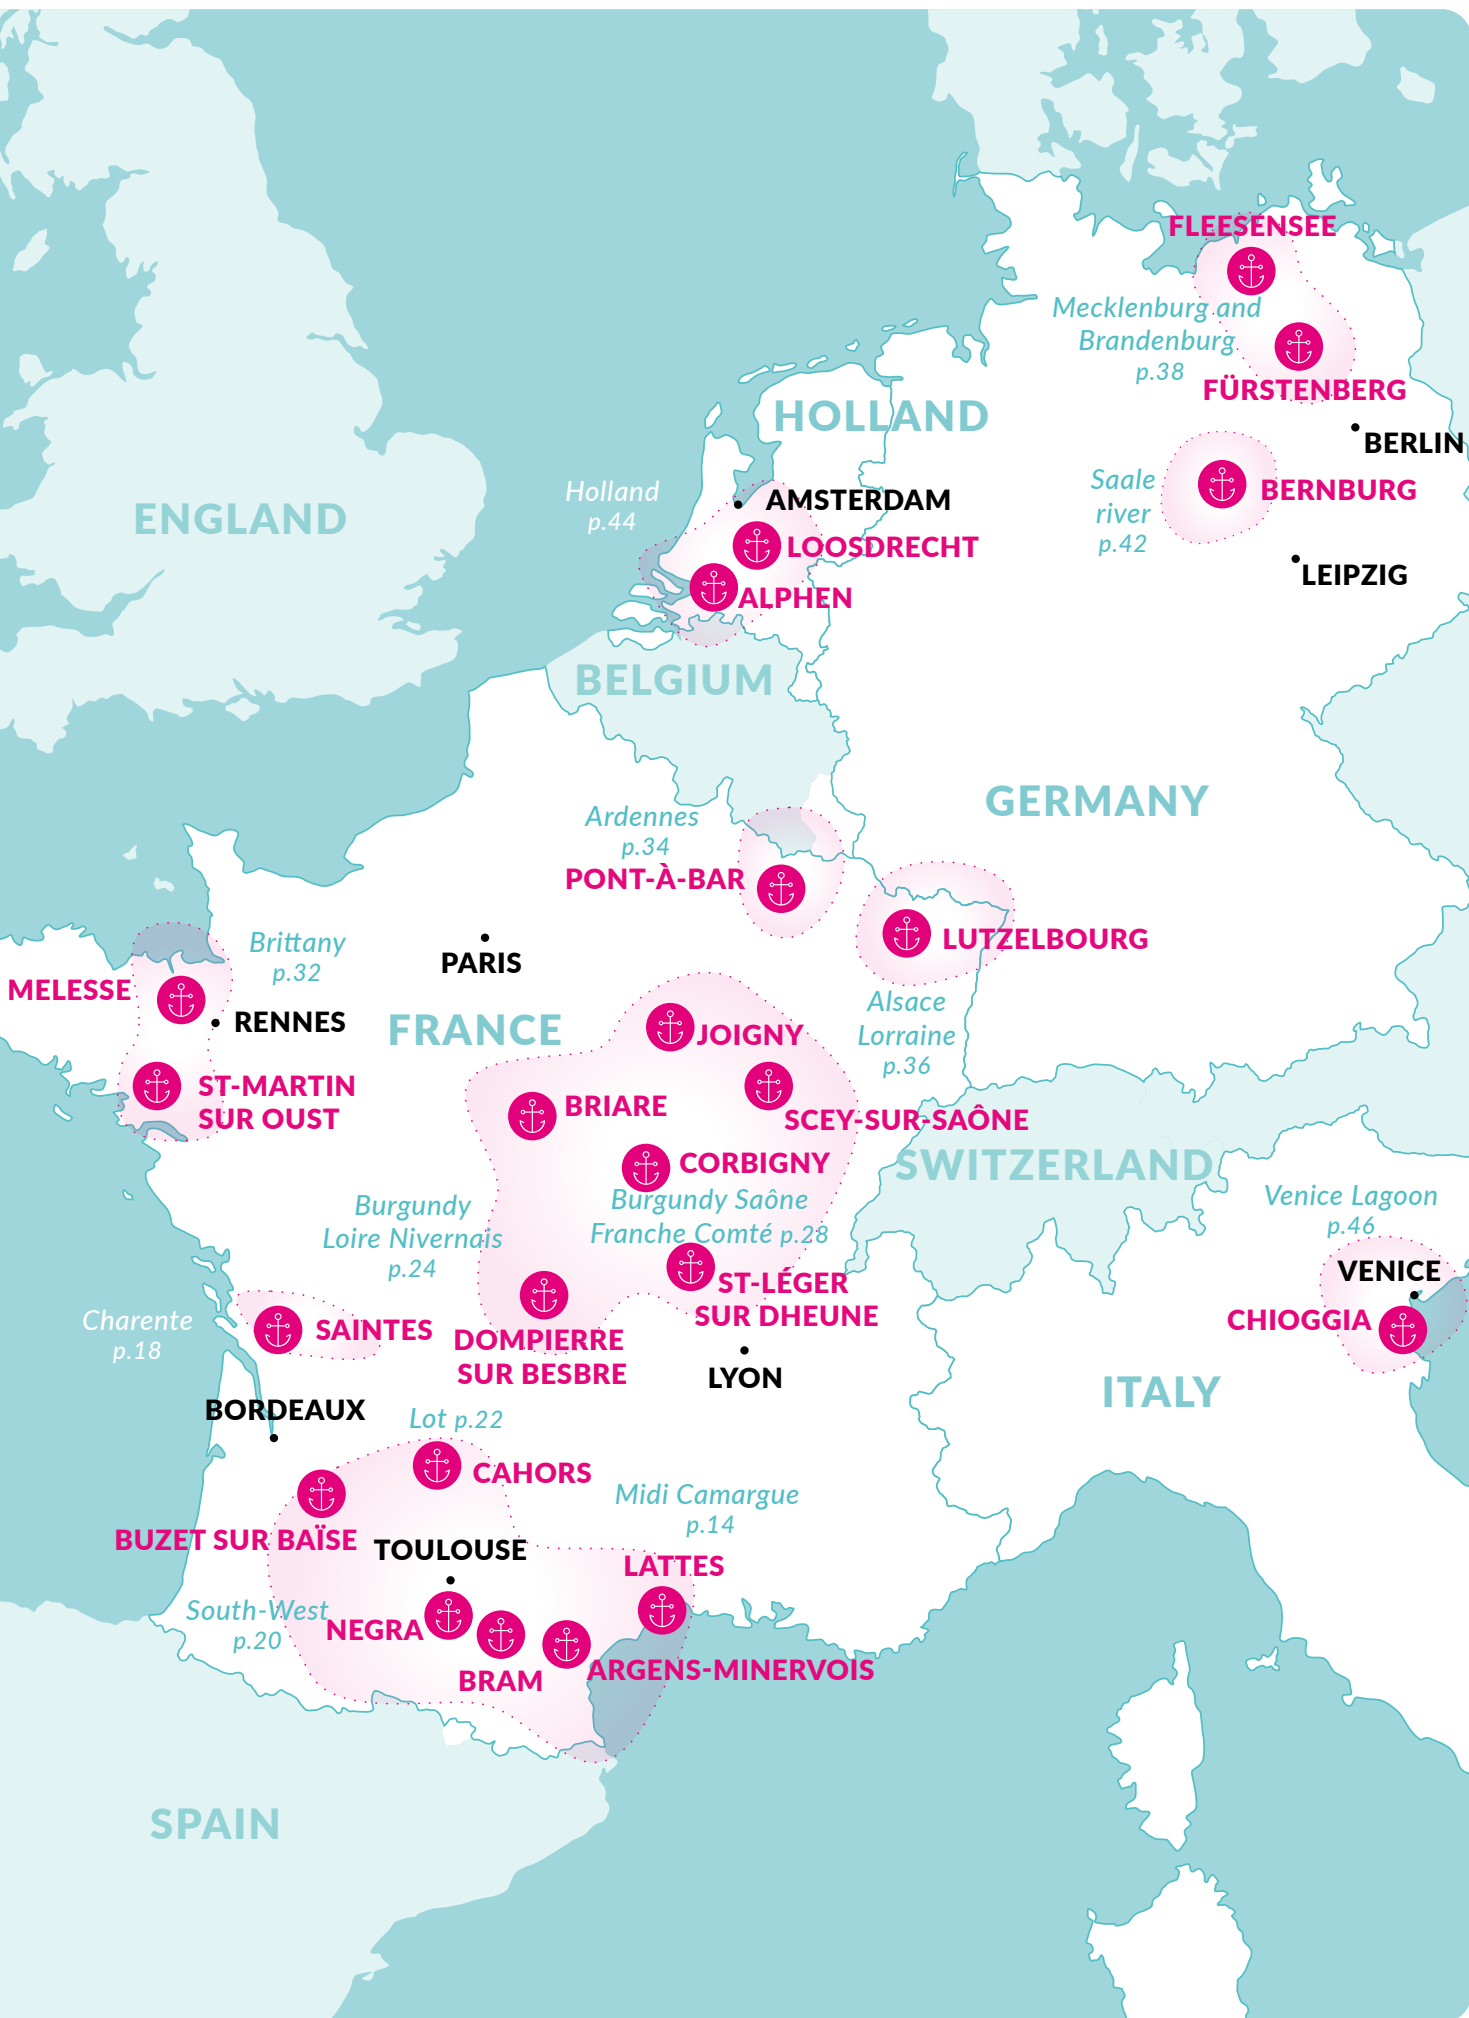 FLEESENSEE
Mecklenburg and
Brandenburg
p.38
FÜRSTENBERG
HOLLAND
BERLIN
Saale
river
p.42
BERNBURG
Holland
p.44
AMSTERDAM
ENGLAND
LOOSDRECHT
LEIPZIG
ALPHEN
BELGIUM
GERMANY
Ardennes
p.34
PONT-À-BAR
LUTZELBOURG
Brittany
p.32
PARIS
MELESSE
RENNES
FRANCE
Alsace
Lorraine
p.36
JOIGNY
ST-MARTIN
SUR OUST
BRIARE
SCEY-SUR-SAÔNE
CORBIGNY
SWITZERLAND
Burgundy
Loire Nivernais
p.24
Burgundy Saône
Franche Comté p.28
Venice Lagoon
p.46
VENICE
CHIOGGIA
ST-LÉGER
SUR DHEUNE
Charente
p.18
SAINTES
DOMPIERRE
SUR BESBRE
LYON
ITALY
BORDEAUX
Lot p.22
CAHORS
Midi Camargue
p.14
BUZET SUR BAÏSE
TOULOUSE
LATTES
South-West
p.20
NEGRA
BRAM
ARGENS-MINERVOIS
SPAIN